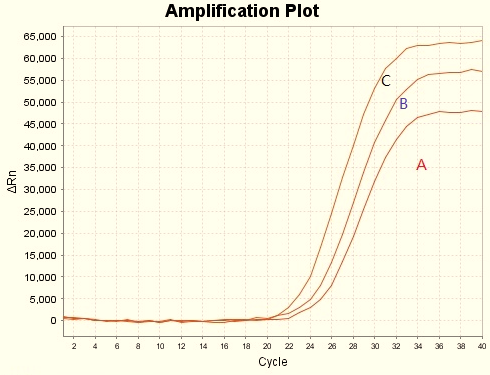 Amplification Plot
65,000
60,000
55,000
50,000
45,000
40,000
35,000
30,000
25,000
20,000
15,000
10,000
5,000
0
ΔRn
C
B
A
2 4 6 8 10 12 14 16 18 20 22 24 26 28 30 32 34 36 38 40
Cycle